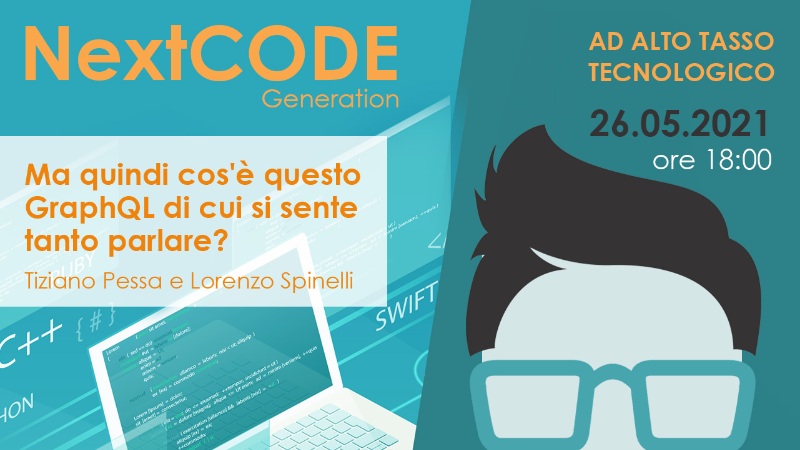 NextCODE
Generation
AD ALTO TASSO
TECNOLOGICO
26.05.2021
ore 18:00
Ma quindi cos'è questo
GraphQL di cui si sente
tanto parlare?
Tiziano Pessa e Lorenzo Spinelli
RUBY
C++
{#}
SWIFT
HON